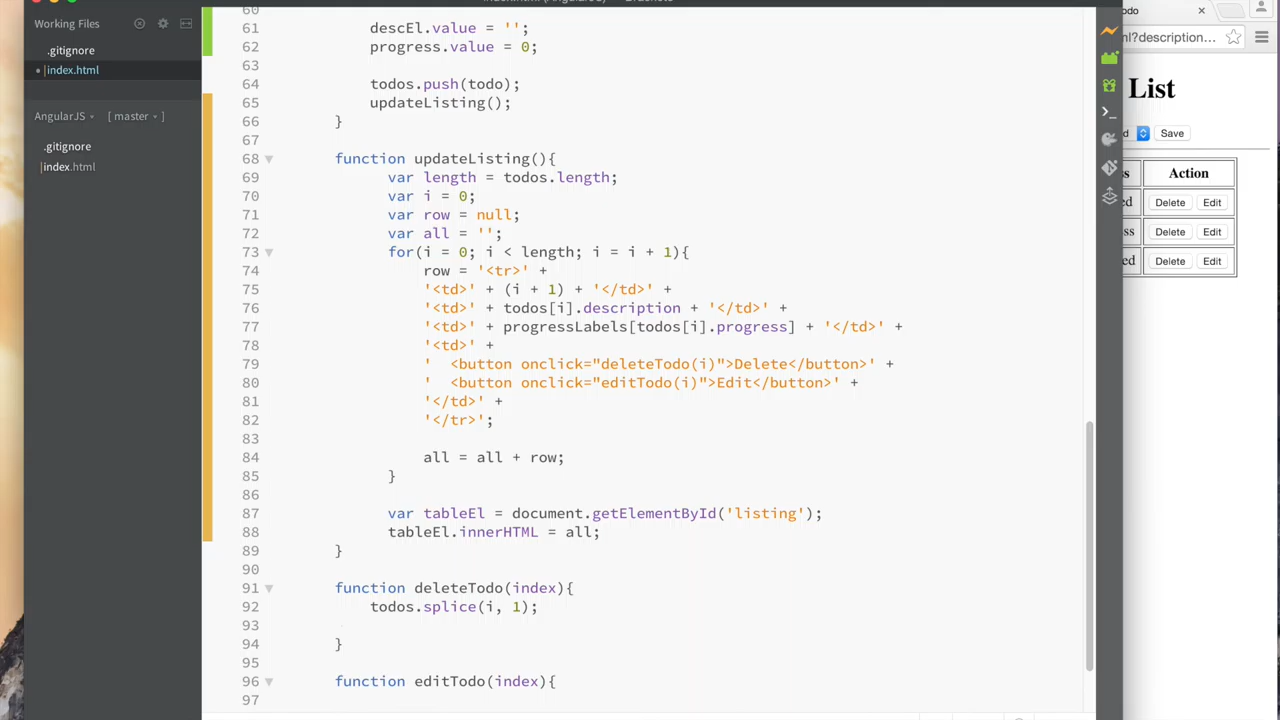 Working Files
.gitignore
index.html
AngularJS [ master ]
.gitignore
index.html
60
61 descEl.value = '';
62 progress.value = 0;
63
64 todos.push(todo);
65 updateListing();
66 }
67
68 function updateListing(){
69 var length = todos.length;
70 var i = 0;
71 var row = null;
72 var all = '';
73 for(i = 0; i < length; i = i + 1){
74 row = '<tr>' +
75 '<td>' + (i + 1) + '</td>' +
76 '<td>' + todos[i].description + '</td>' +
77 '<td>' + progressLabels[todos[i].progress] + '</td>' +
78 '<td>' +
79 '  <button onclick="deleteTodo(i)">Delete</button>' +
80 '  <button onclick="editTodo(i)">Edit</button>' +
81 '</td>' +
82 '</tr>';
83
84 all = all + row;
85 }
86
87 var tableEl = document.getElementById('listing');
88 tableEl.innerHTML = all;
89 }
90
91 function deleteTodo(index){
92 todos.splice(i, 1);
93
94 }
95
96 function editTodo(index){
97
odo
ml?description...
List
d Save
s Action
ed Delete Edit
ss Delete Edit
ed Delete Edit